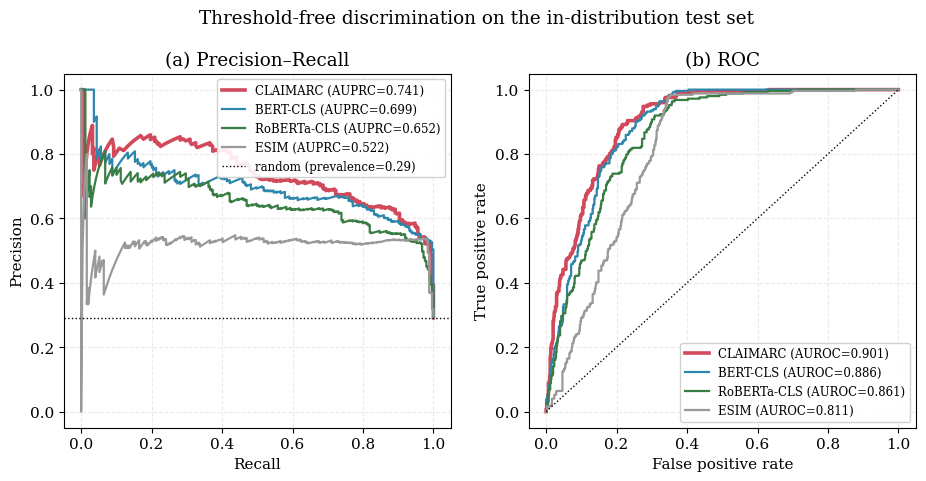 Threshold-free discrimination on the in-distribution test set
(a) Precision–Recall
1.0
0.8
0.6
0.4
0.2
0.0
Precision
CLAIMARC (AUPRC=0.741)
BERT-CLS (AUPRC=0.699)
RoBERTa-CLS (AUPRC=0.652)
ESIM (AUPRC=0.522)
random (prevalence=0.29)
0.0 0.2 0.4 0.6 0.8 1.0
Recall
(b) ROC
1.0
0.8
0.6
0.4
0.2
0.0
True positive rate
CLAIMARC (AUROC=0.901)
BERT-CLS (AUROC=0.886)
RoBERTa-CLS (AUROC=0.861)
ESIM (AUROC=0.811)
0.0 0.2 0.4 0.6 0.8 1.0
False positive rate